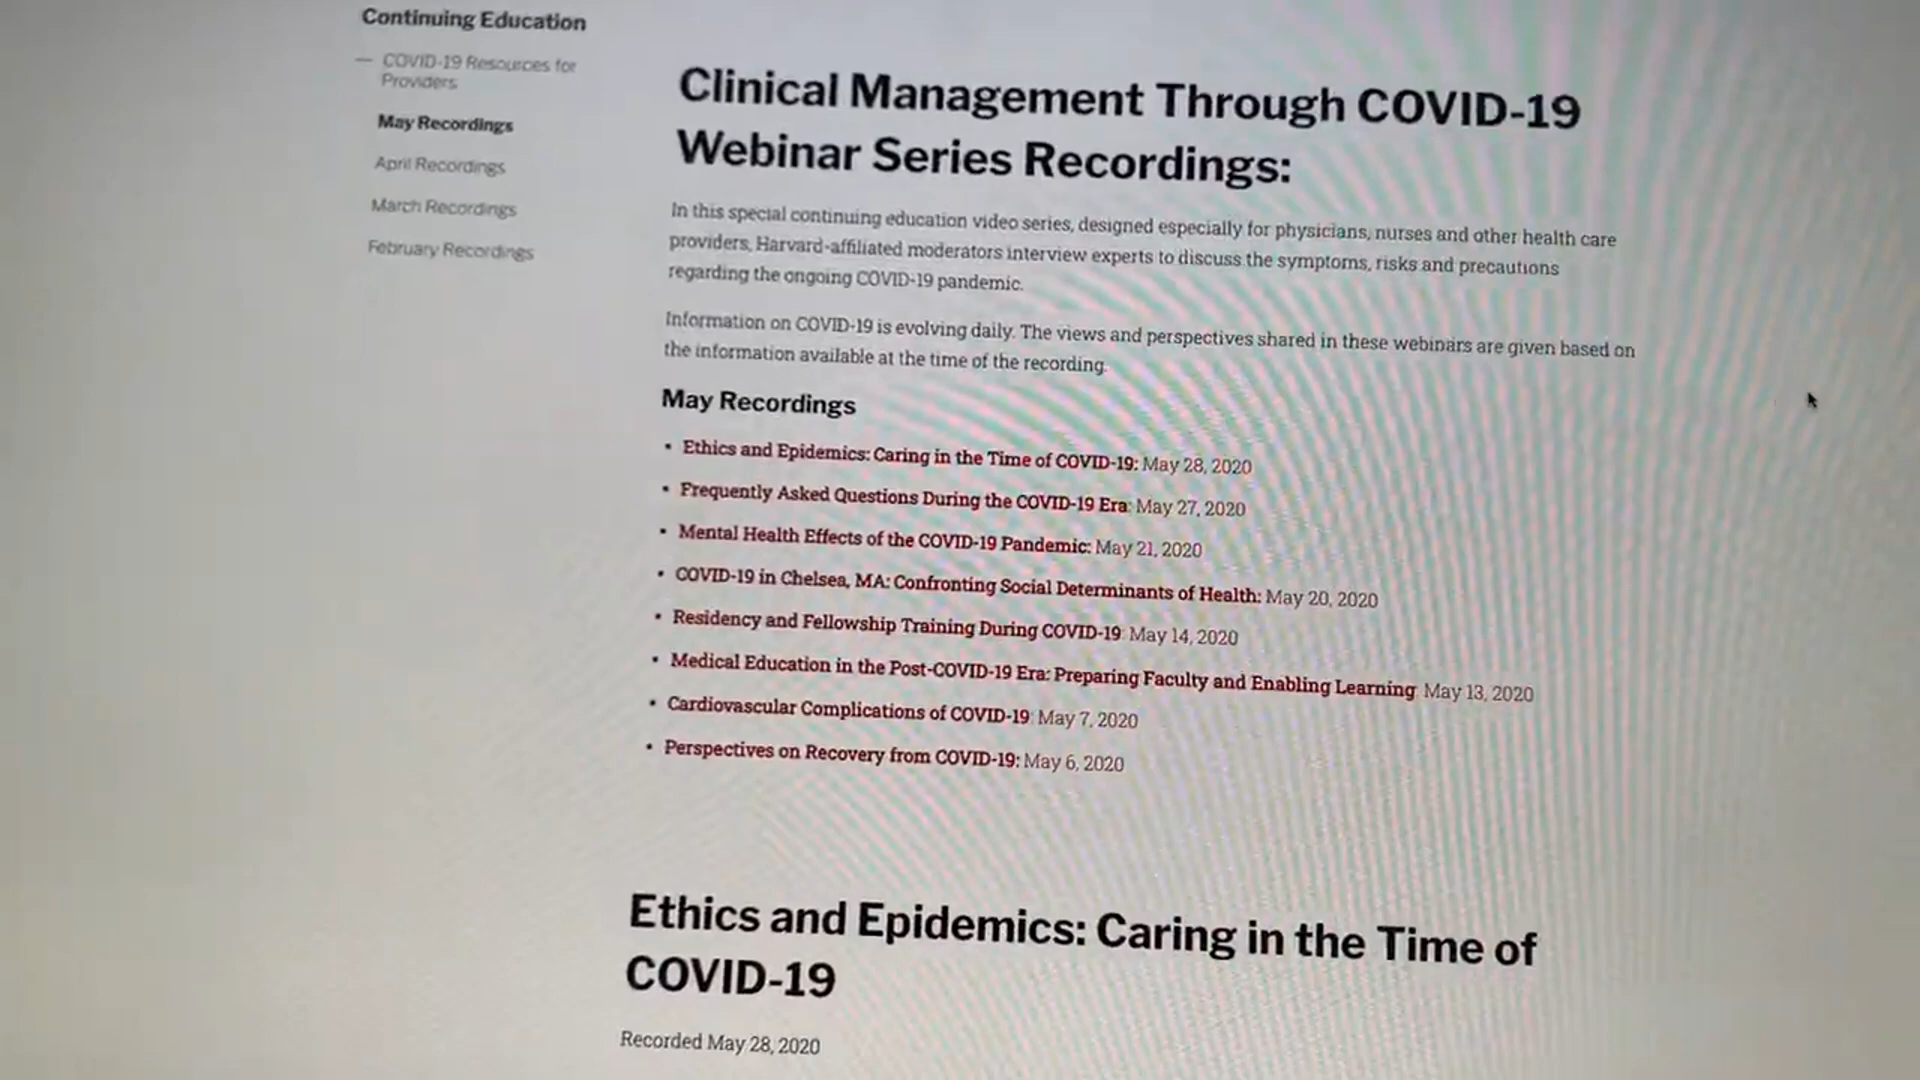 Continuing Education
— COVID-19 Resources for
Providers
May Recordings
April Recordings
March Recordings
February Recordings
Clinical Management Through COVID-19
Webinar Series Recordings:
In this special continuing education video series, designed especially for physicians, nurses and other health care
providers, Harvard-affiliated moderators interview experts to discuss the symptoms, risks and precautions
regarding the ongoing COVID-19 pandemic.
Information on COVID-19 is evolving daily. The views and perspectives shared in these webinars are given based on
the information available at the time of the recording.
May Recordings
• Ethics and Epidemics: Caring in the Time of COVID-19: May 28, 2020
• Frequently Asked Questions During the COVID-19 Era: May 27, 2020
• Mental Health Effects of the COVID-19 Pandemic: May 21, 2020
• COVID-19 in Chelsea, MA: Confronting Social Determinants of Health: May 20, 2020
• Residency and Fellowship Training During COVID-19: May 14, 2020
• Medical Education in the Post-COVID-19 Era: Preparing Faculty and Enabling Learning: May 13, 2020
• Cardiovascular Complications of COVID-19: May 7, 2020
• Perspectives on Recovery from COVID-19: May 6, 2020
Ethics and Epidemics: Caring in the Time of
COVID-19
Recorded May 28, 2020